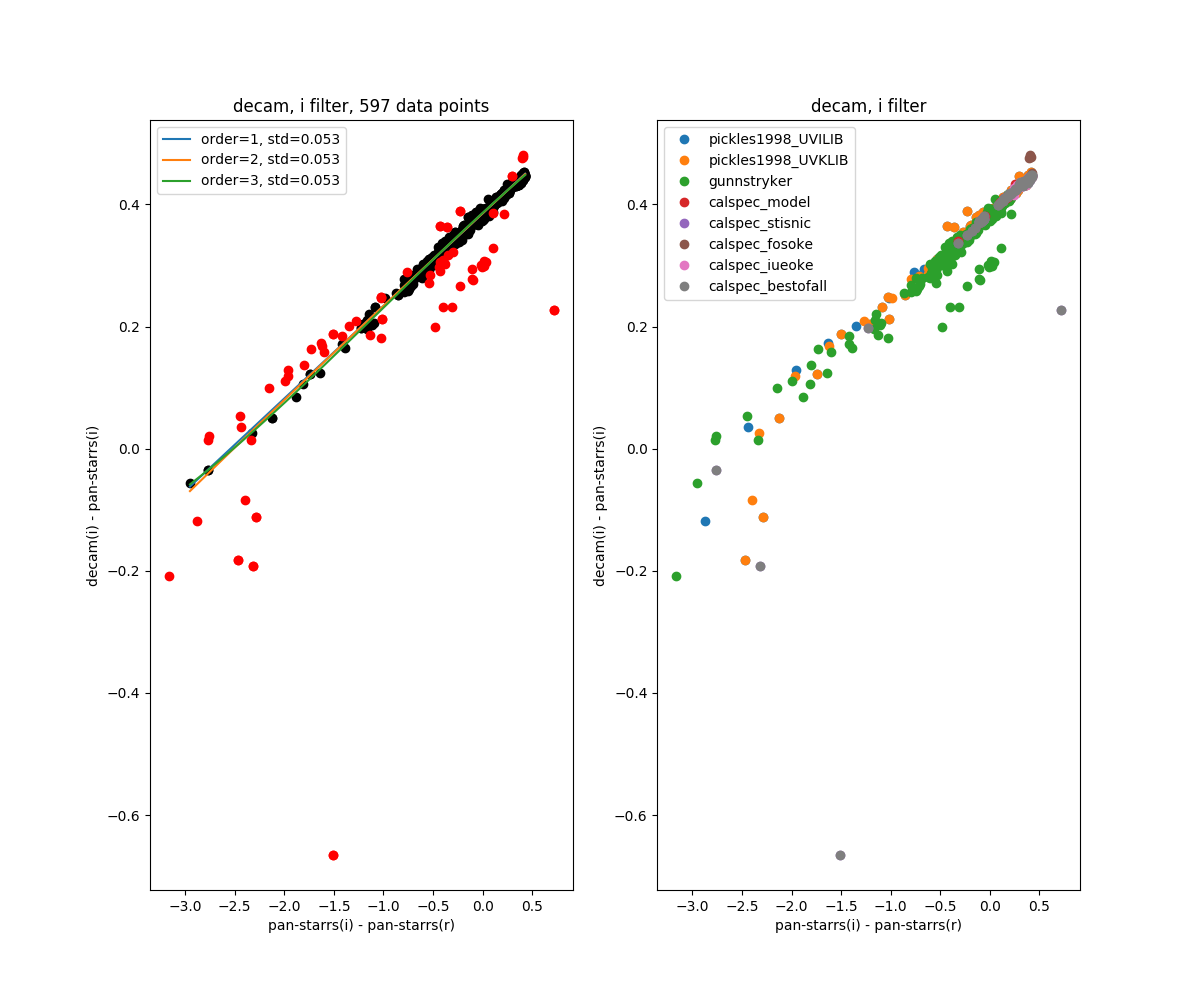 decam, i filter, 597 data points
order=1, std=0.053
order=2, std=0.053
order=3, std=0.053
0.4
0.2
0.0
−0.2
−0.4
−0.6
decam(i) - pan-starrs(i)
−3.0 −2.5 −2.0 −1.5 −1.0 −0.5 0.0 0.5
pan-starrs(i) - pan-starrs(r)
decam, i filter
pickles1998_UVILIB
pickles1998_UVKLIB
gunnstryker
calspec_model
calspec_stisnic
calspec_fosoke
calspec_iueoke
calspec_bestofall
0.4
0.2
0.0
−0.2
−0.4
−0.6
decam(i) - pan-starrs(i)
−3.0 −2.5 −2.0 −1.5 −1.0 −0.5 0.0 0.5
pan-starrs(i) - pan-starrs(r)